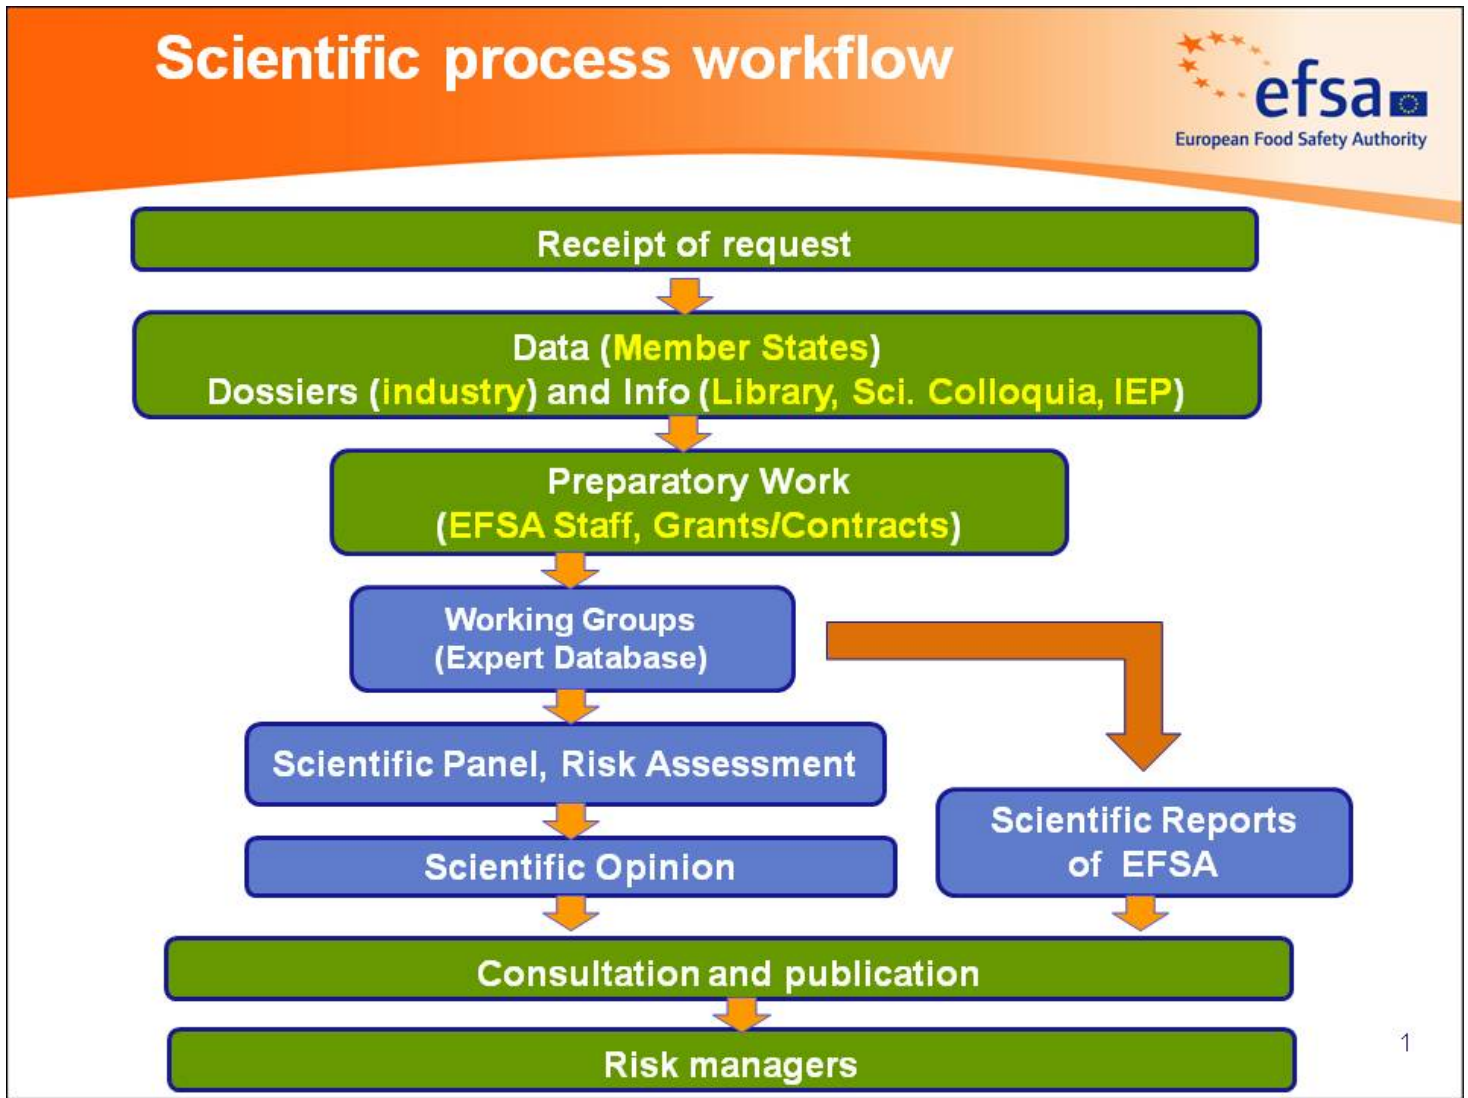 Scientific process workflow
efsa
European Food Safety Authority
Receipt of request
Data (Member States)
Dossiers (industry) and Info (Library, Sci. Colloquia, IEP)
Preparatory Work
(EFSA Staff, Grants/Contracts)
Working Groups
(Expert Database)
Scientific Panel, Risk Assessment
Scientific Opinion
Scientific Reports
of EFSA
Consultation and publication
Risk managers
1